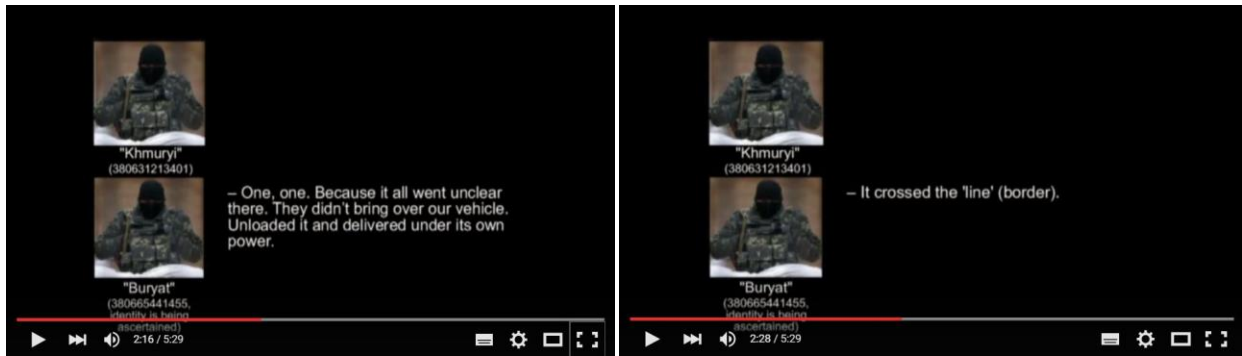 "Khmuryi"
(380631213401)
– One, one. Because it all went unclear
there. They didn't bring over our vehicle.
Unloaded it and delivered under its own
power.
"Buryat"
(380665441455,
identity is being
ascertained)
2:16 / 5:29
"Khmuryi"
(380631213401)
– It crossed the 'line' (border).
"Buryat"
(380665441455,
identity is being
ascertained)
2:28 / 5:29